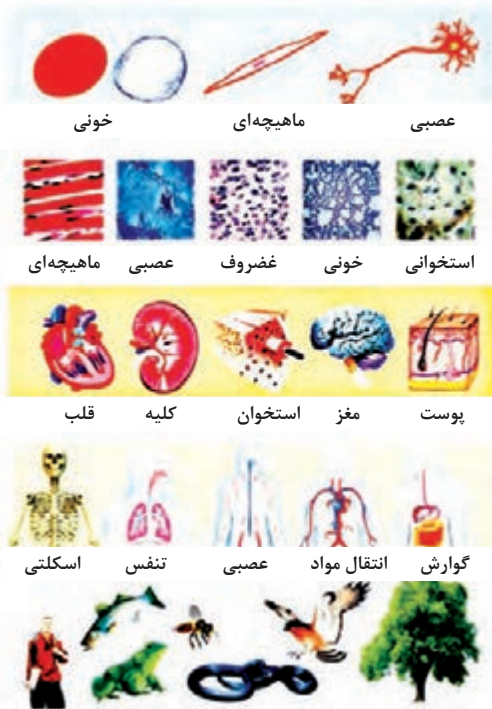 عصبی ماهیچه‌ای خونی
استخوانی خونی غضروف عصبی ماهیچه‌ای
پوست مغز استخوان کلیه قلب
گوارش انتقال مواد عصبی تنفس اسکلتی